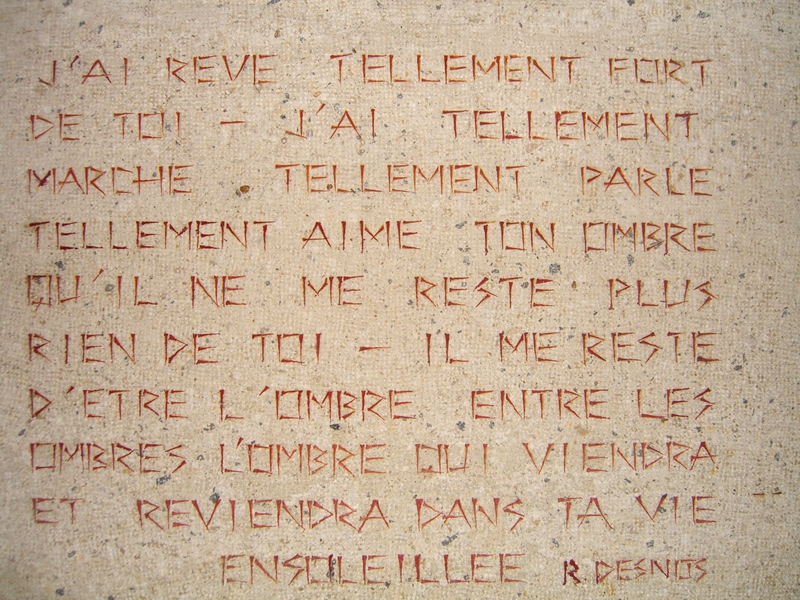 J'AI REVE TELLEMENT FORT
DE TOI – J'AI TELLEMENT
MARCHE TELLEMENT PARLE
TELLEMENT AIME TON OMBRE
QU'IL NE ME RESTE PLUS
RIEN DE TOI – IL ME RESTE
D'ETRE L'OMBRE ENTRE LES
OMBRES L'OMBRE QUI VIENDRA
ET REVIENDRA DANS TA VIE
ENSOLEILLEE R. DESNOS